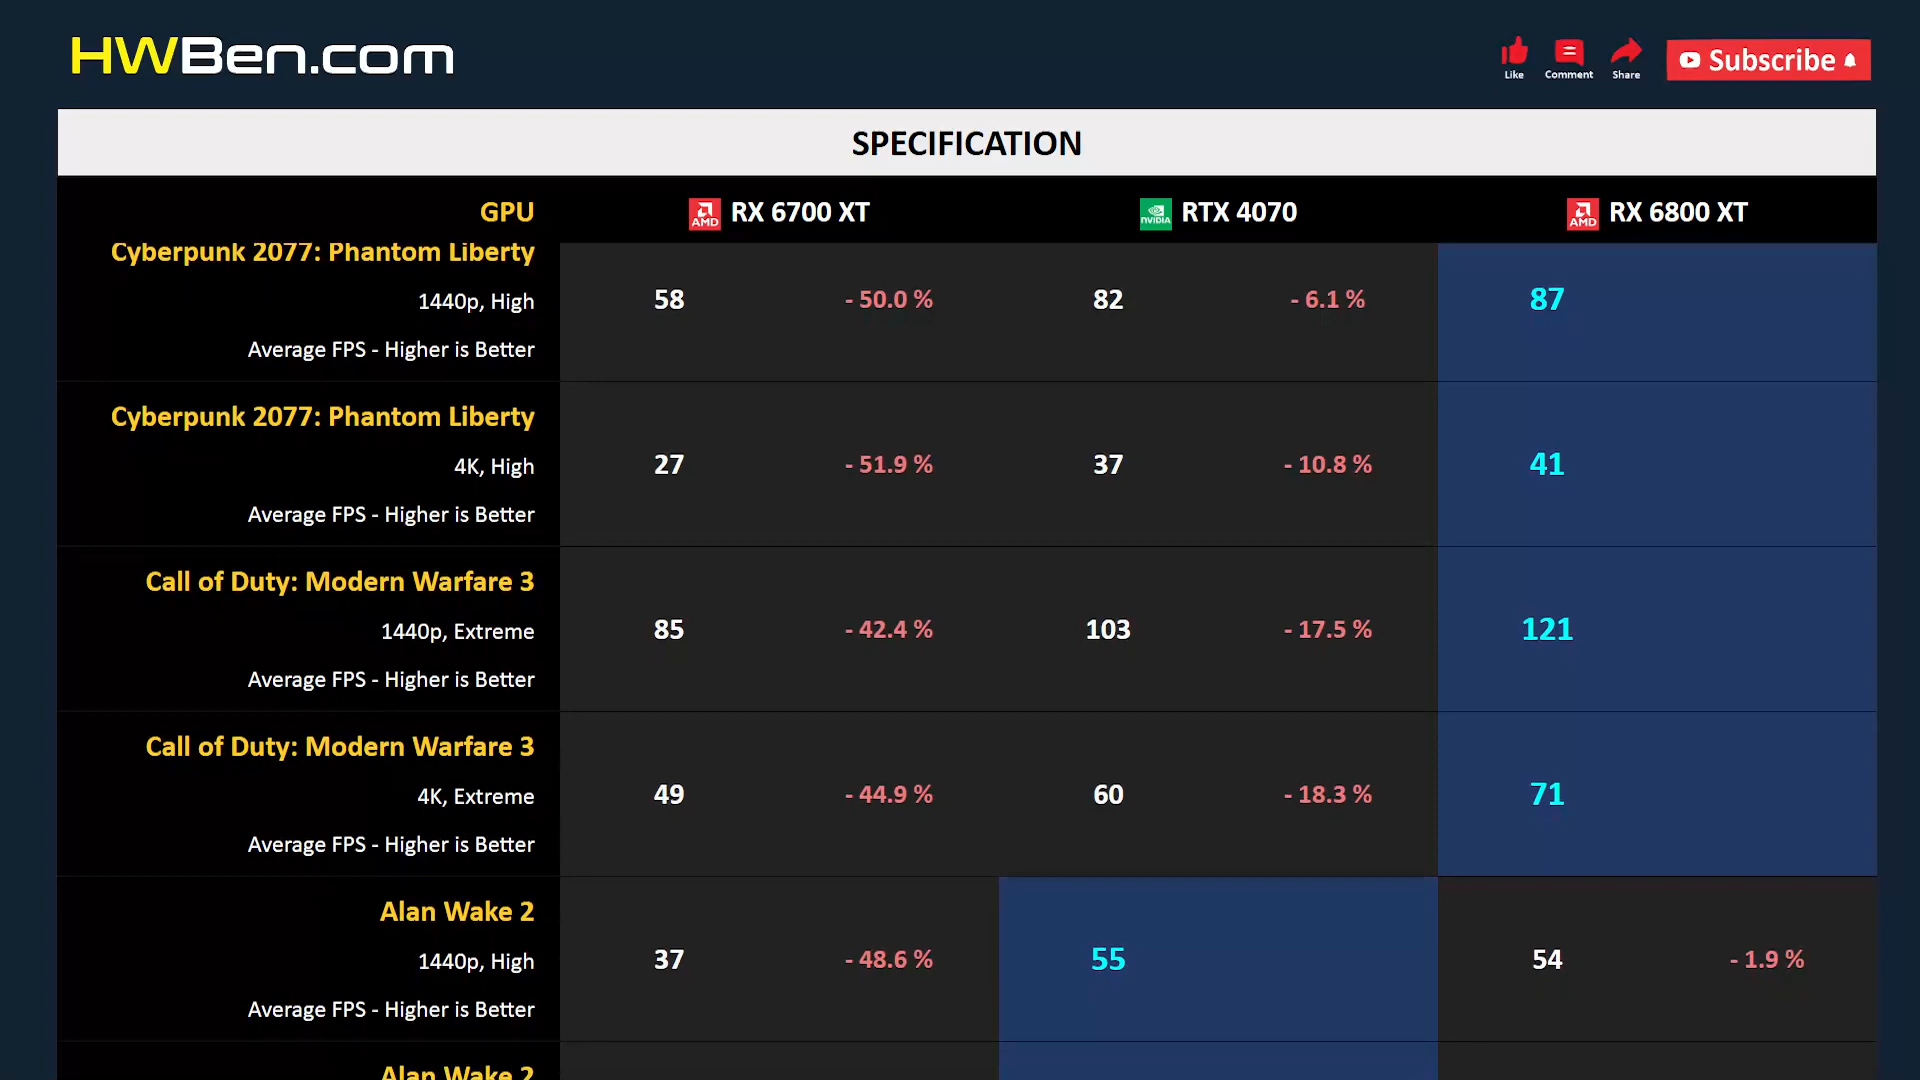 HWBen.com
Like
Comment
Share
Subscribe
SPECIFICATION
GPU
AMD RX 6700 XT
NVIDIA RTX 4070
AMD RX 6800 XT
Cyberpunk 2077: Phantom Liberty
1440p, High
Average FPS - Higher is Better
58
- 50.0 %
82
- 6.1 %
87
Cyberpunk 2077: Phantom Liberty
4K, High
Average FPS - Higher is Better
27
- 51.9 %
37
- 10.8 %
41
Call of Duty: Modern Warfare 3
1440p, Extreme
Average FPS - Higher is Better
85
- 42.4 %
103
- 17.5 %
121
Call of Duty: Modern Warfare 3
4K, Extreme
Average FPS - Higher is Better
49
- 44.9 %
60
- 18.3 %
71
Alan Wake 2
1440p, High
Average FPS - Higher is Better
37
- 48.6 %
55
54
- 1.9 %
Alan Wake 2